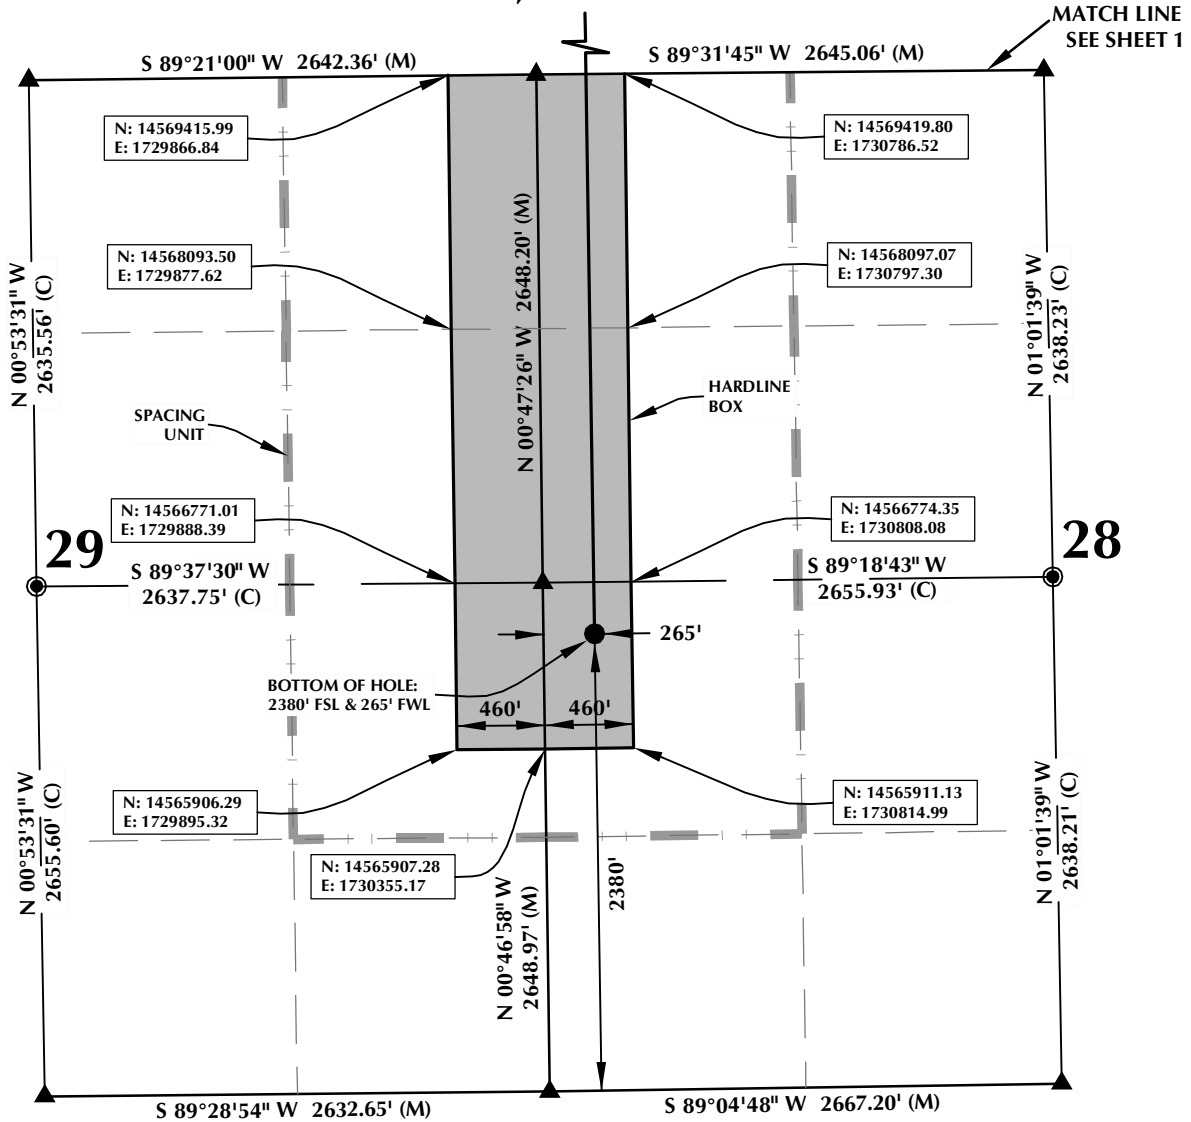 MATCH LINE
SEE SHEET 1
S 89°21'00" W 2642.36' (M)
S 89°31'45" W 2645.06' (M)
N: 14569415.99
E: 1729866.84
N: 14569419.80
E: 1730786.52
N: 14568093.50
E: 1729877.62
N: 14568097.07
E: 1730797.30
N 00°53'31" W
2635.56' (C)
N 00°47'26" W 2648.20' (M)
N 01°01'39" W
2638.23' (C)
HARDLINE
BOX
SPACING
UNIT
N: 14566771.01
E: 1729888.39
N: 14566774.35
E: 1730808.08
29
28
S 89°37'30" W
2637.75' (C)
S 89°18'43" W
2655.93' (C)
265'
BOTTOM OF HOLE:
2380' FSL & 265' FWL
460'
460'
N: 14565906.29
E: 1729895.32
N: 14565911.13
E: 1730814.99
N: 14565907.28
E: 1730355.17
N 00°53'31" W
2655.60' (C)
N 00°46'58" W
2648.97' (M)
2380'
N 01°01'39" W
2638.21' (C)
S 89°28'54" W 2632.65' (M)
S 89°04'48" W 2667.20' (M)